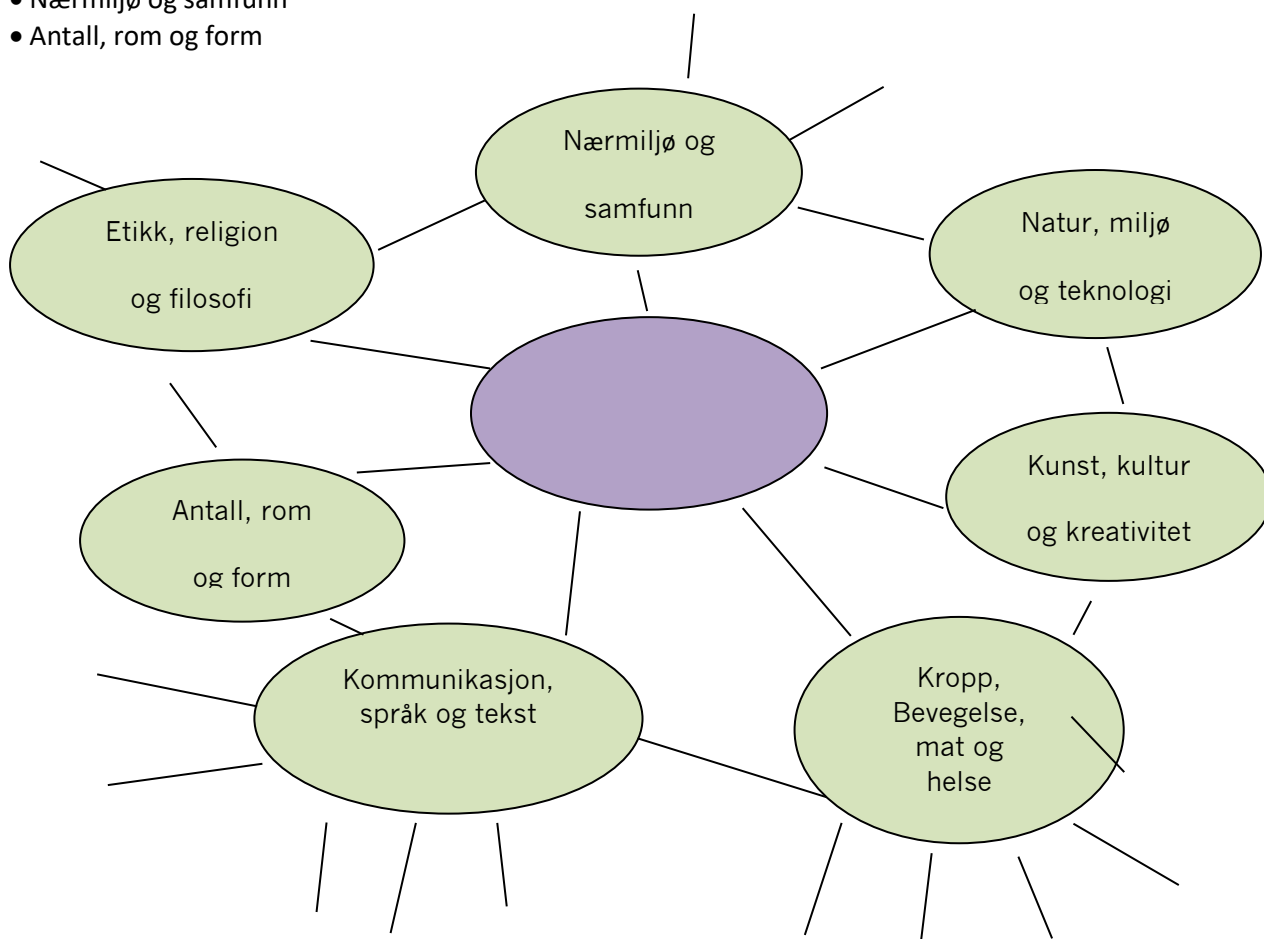 • Nærmiljø og samfunn
• Antall, rom og form
Nærmiljø og
samfunn
Etikk, religion
og filosofi
Natur, miljø
og teknologi
Kunst, kultur
og kreativitet
Antall, rom
og form
Kommunikasjon,
språk og tekst
Kropp,
Bevegelse,
mat og
helse